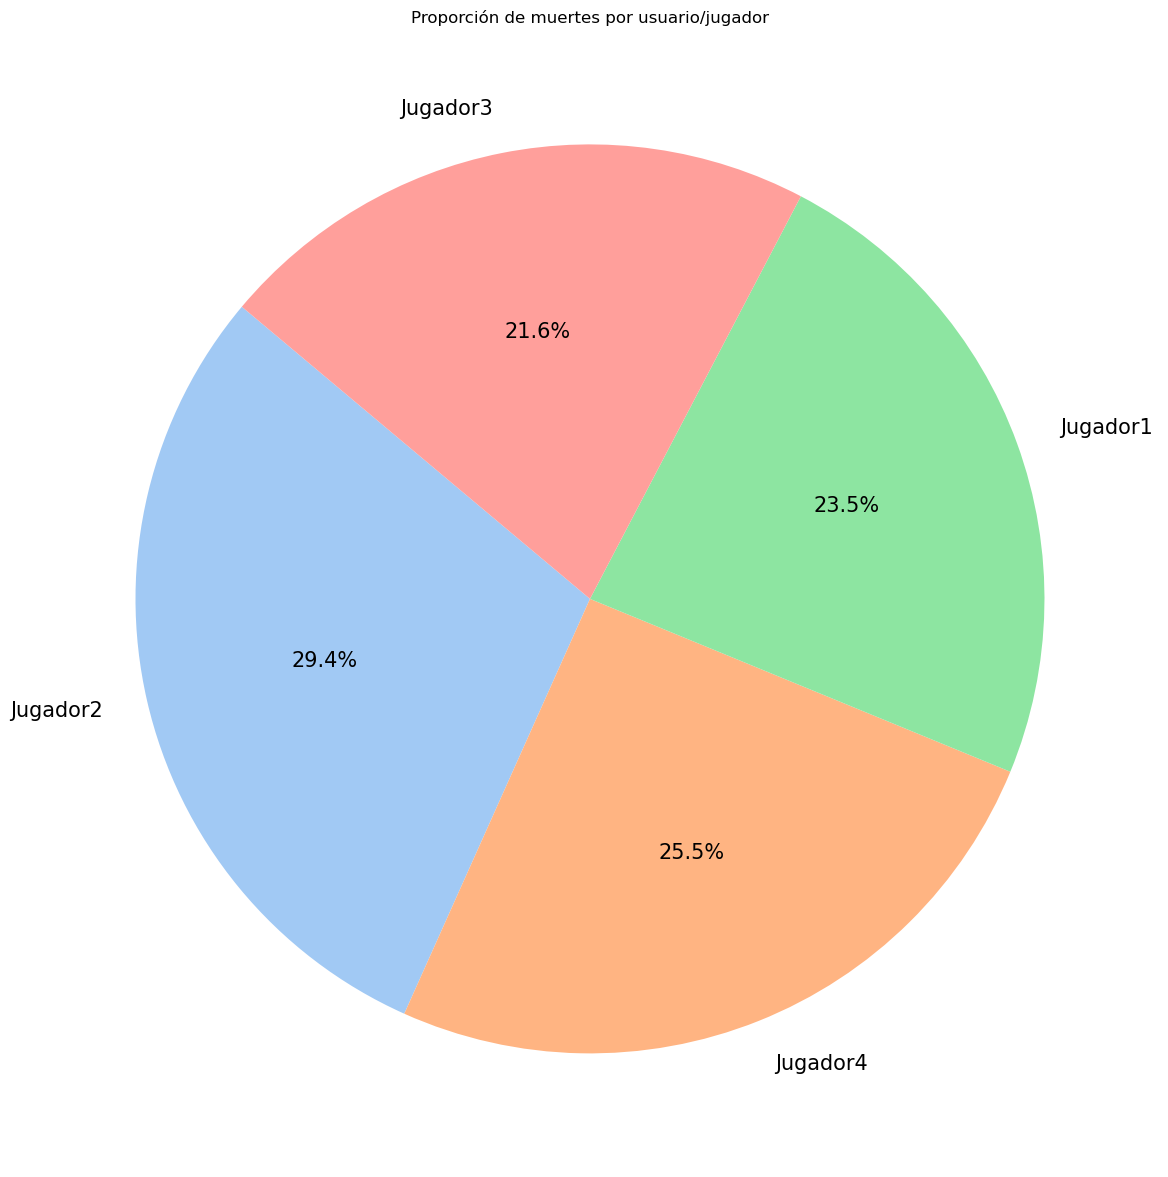 Proporción de muertes por usuario/jugador
Jugador3
21.6%
Jugador1
23.5%
29.4%
Jugador2
25.5%
Jugador4